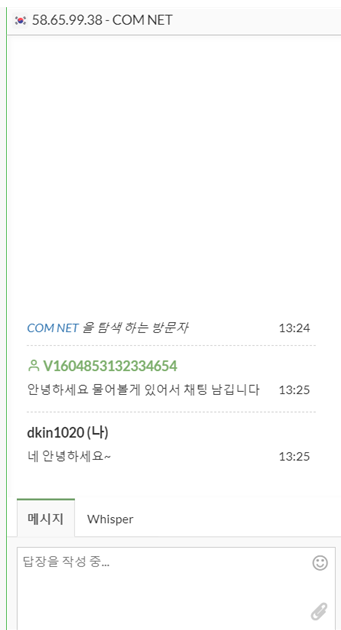 58.65.99.38 - COM NET
COM NET 을 탐색 하는 방문자 13:24
V1604853132334654
안녕하세요 물어볼게 있어서 채팅 남깁니다 13:25
dkin1020 (나)
네 안녕하세요~ 13:25
메시지 Whisper
답장을 작성 중...